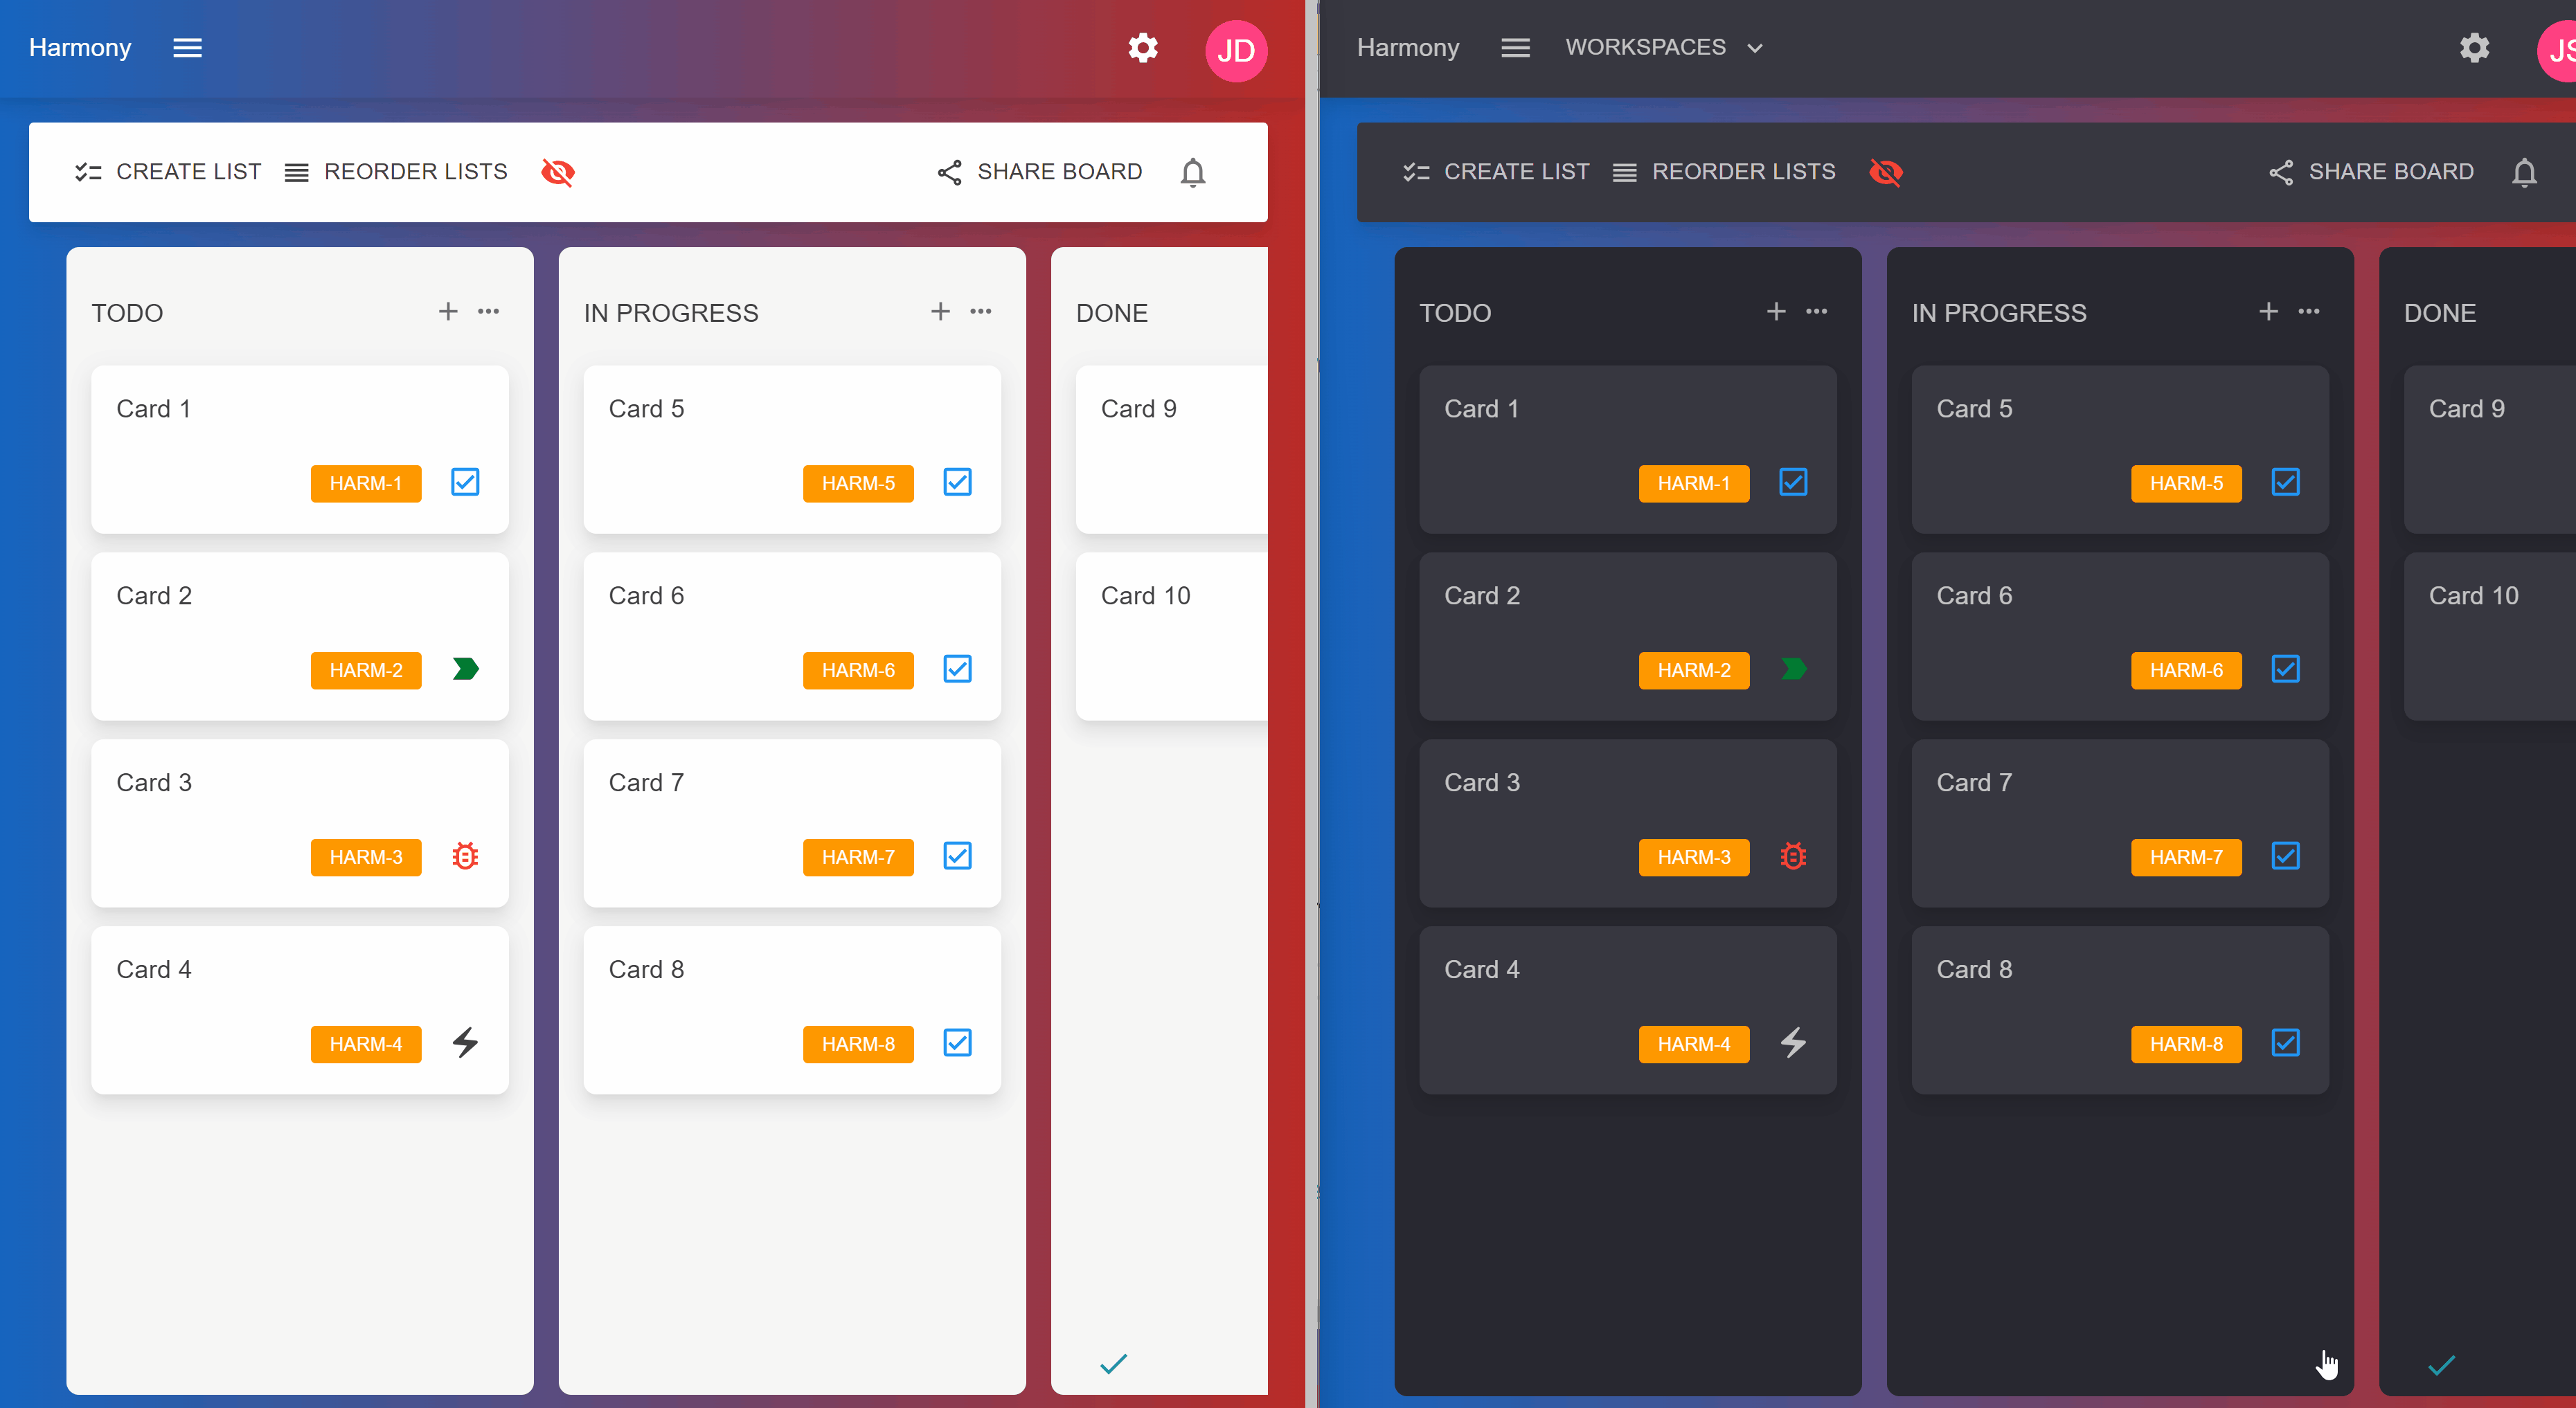 Harmony
JD
CREATE LIST REORDER LISTS SHARE BOARD
TODO
Card 1
HARM-1
Card 2
HARM-2
Card 3
HARM-3
Card 4
HARM-4
IN PROGRESS
Card 5
HARM-5
Card 6
HARM-6
Card 7
HARM-7
Card 8
HARM-8
DONE
Card 9
Card 10
Harmony WORKSPACES
JS
CREATE LIST REORDER LISTS SHARE BOARD
TODO
Card 1
HARM-1
Card 2
HARM-2
Card 3
HARM-3
Card 4
HARM-4
IN PROGRESS
Card 5
HARM-5
Card 6
HARM-6
Card 7
HARM-7
Card 8
HARM-8
DONE
Card 9
Card 10